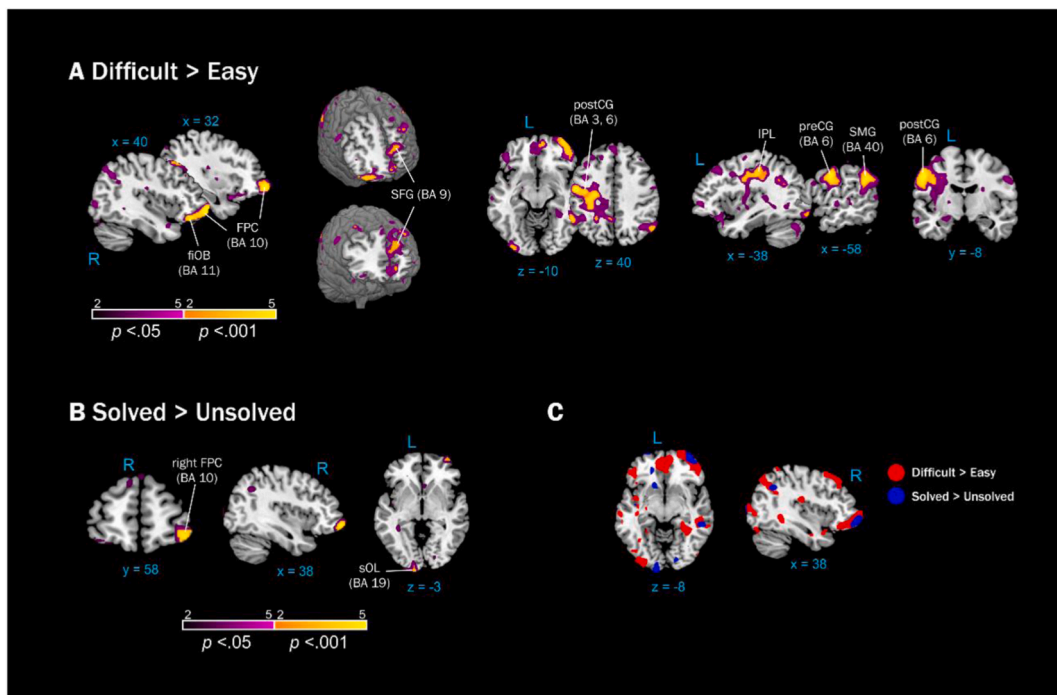 A Difficult > Easy
x = 40
x = 32
R
fiOB
(BA 11)
FPC
(BA 10)
SFG (BA 9)
2 5 2 5
p <.05 p <.001
L
postCG
(BA 3, 6)
z = -10
z = 40
L
IPL
preCG
(BA 6)
SMG
(BA 40)
x = -38
x = -58
postCG
(BA 6)
L
y = -8
B Solved > Unsolved
R
right FPC
(BA 10)
y = 58
R
x = 38
L
sOL
(BA 19)
z = -3
2 5 2 5
p <.05 p <.001
C
L
z = -8
R
x = 38
Difficult > Easy
Solved > Unsolved